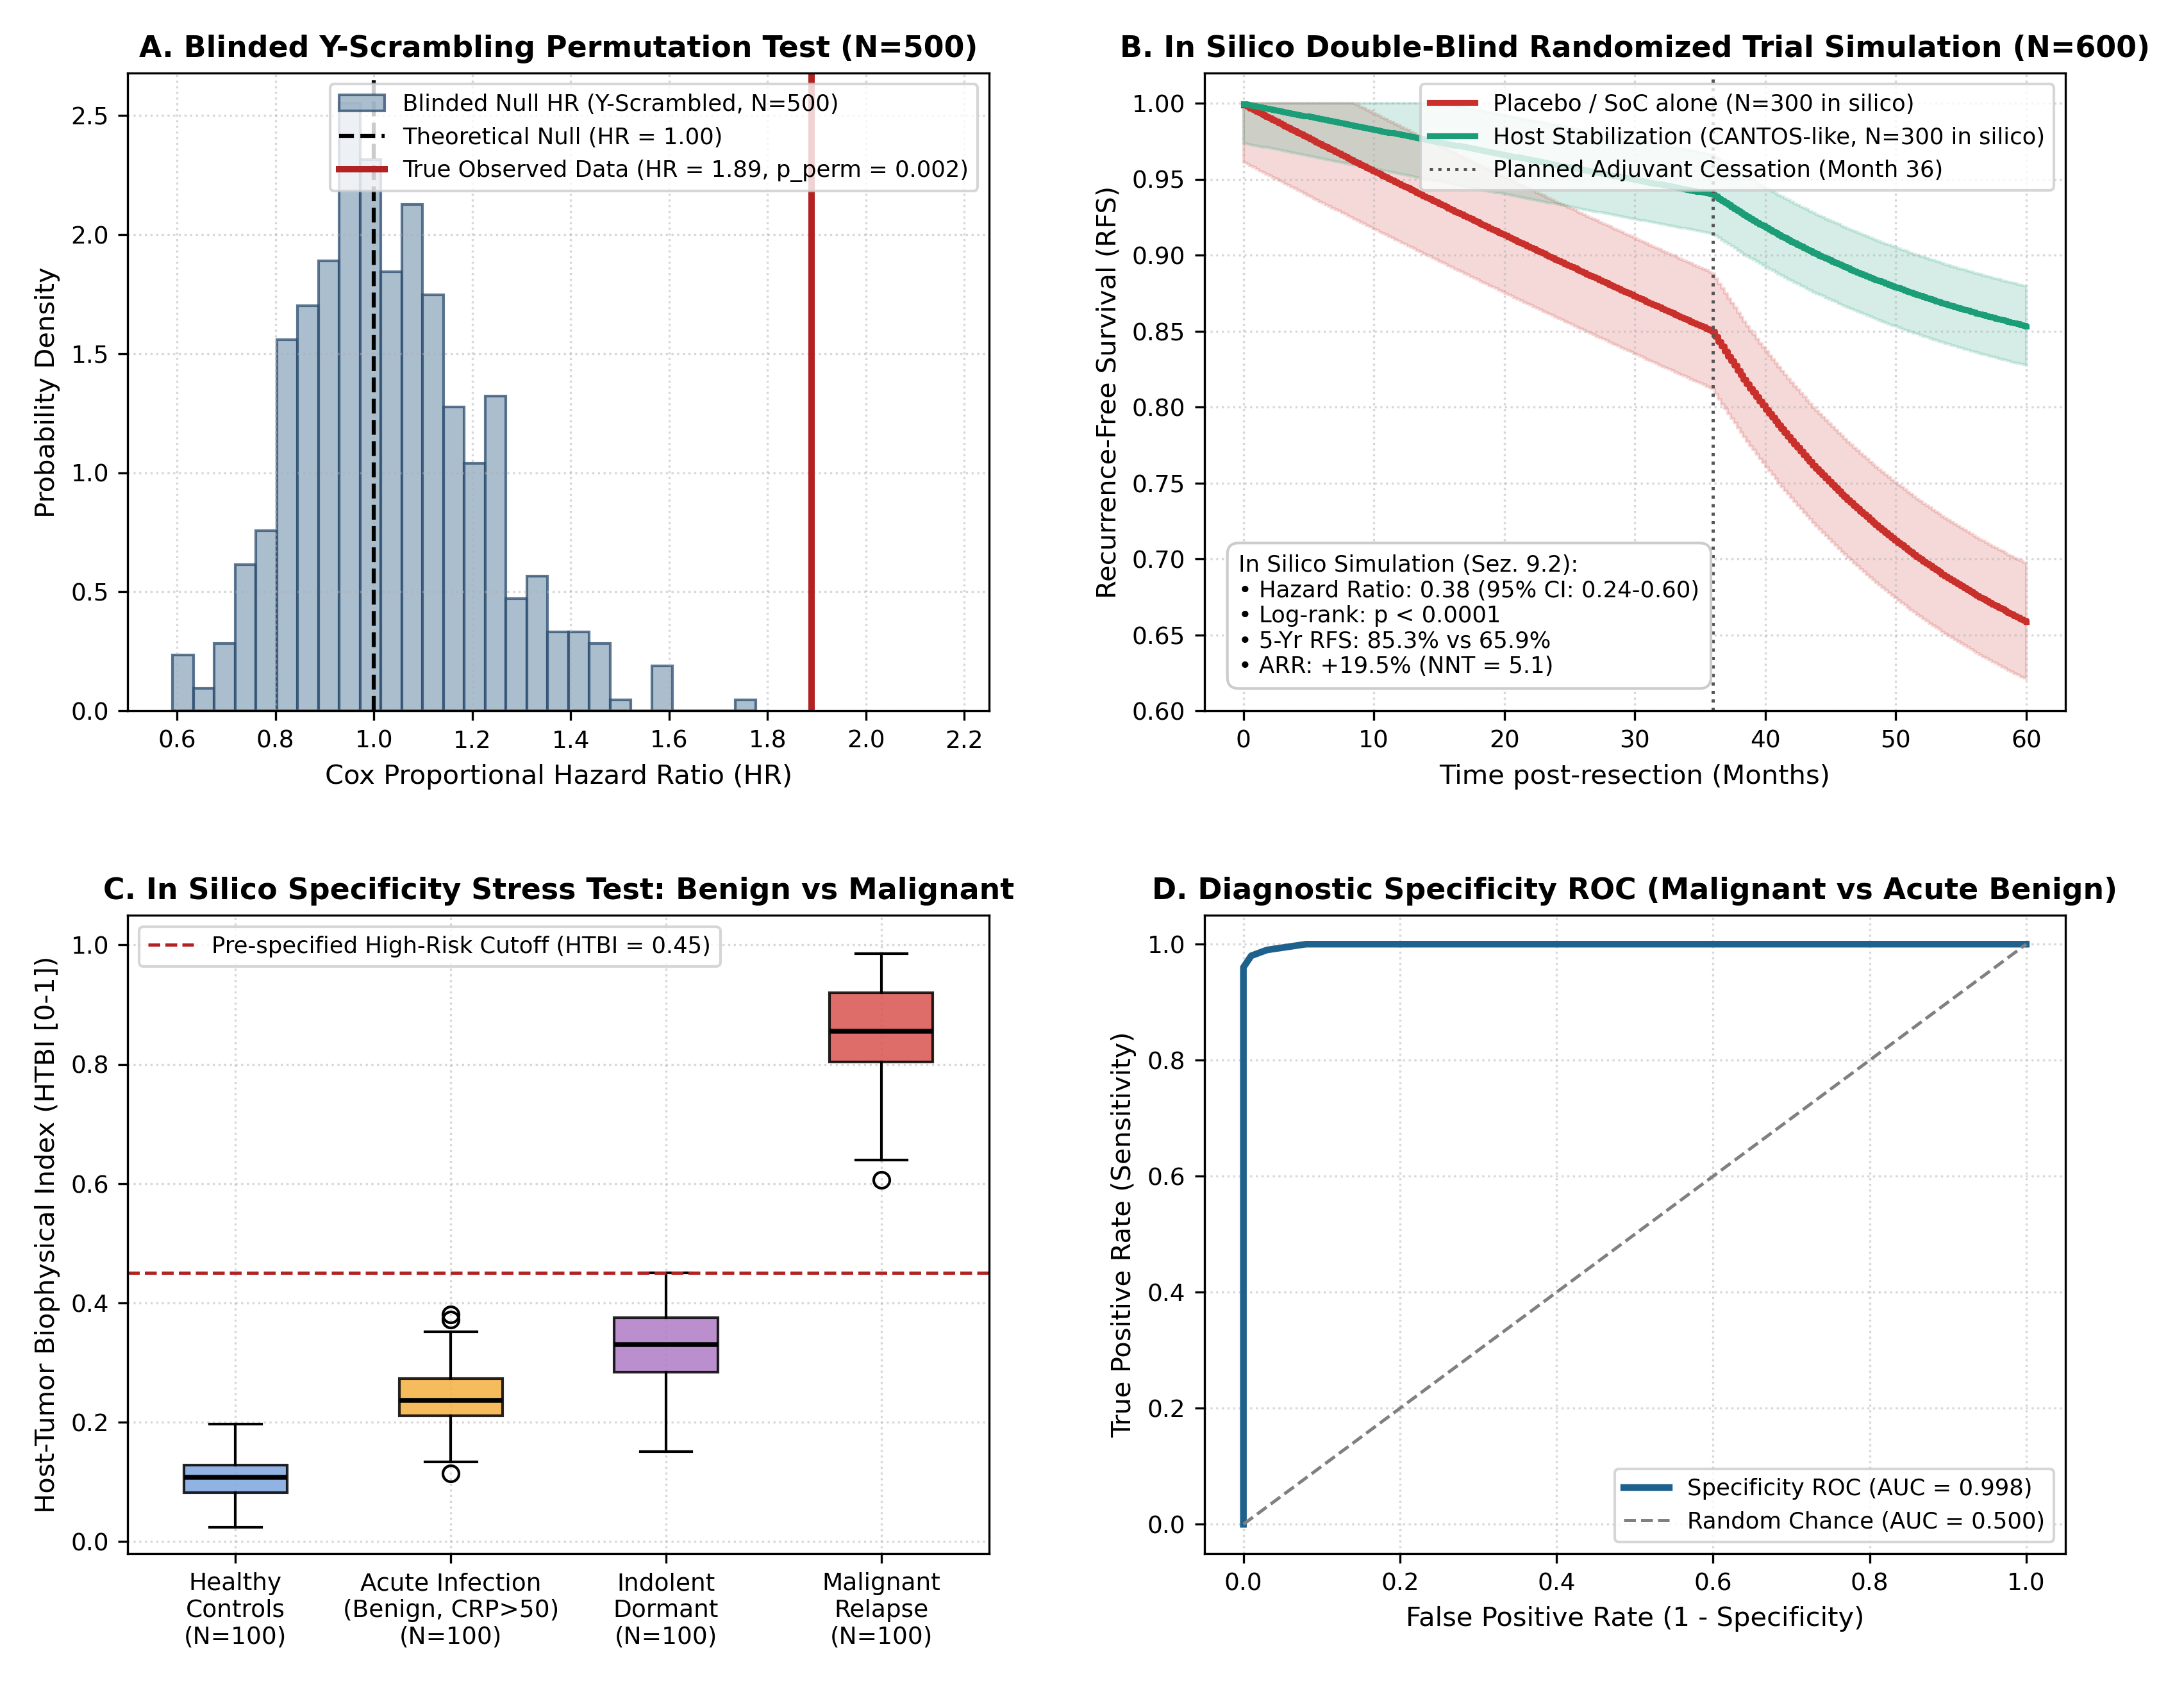 A. Blinded Y-Scrambling Permutation Test (N=500)
Blinded Null HR (Y-Scrambled, N=500)
Theoretical Null (HR = 1.00)
True Observed Data (HR = 1.89, p_perm = 0.002)
Probability Density
2.5
2.0
1.5
1.0
0.5
0.0
0.6 0.8 1.0 1.2 1.4 1.6 1.8 2.0 2.2
Cox Proportional Hazard Ratio (HR)
B. In Silico Double-Blind Randomized Trial Simulation (N=600)
Placebo / SoC alone (N=300 in silico)
Host Stabilization (CANTOS-like, N=300 in silico)
Planned Adjuvant Cessation (Month 36)
Recurrence-Free Survival (RFS)
1.00
0.95
0.90
0.85
0.80
0.75
0.70
0.65
0.60
In Silico Simulation (Sez. 9.2):
• Hazard Ratio: 0.38 (95% CI: 0.24-0.60)
• Log-rank: p < 0.0001
• 5-Yr RFS: 85.3% vs 65.9%
• ARR: +19.5% (NNT = 5.1)
0 10 20 30 40 50 60
Time post-resection (Months)
C. In Silico Specificity Stress Test: Benign vs Malignant
Pre-specified High-Risk Cutoff (HTBI = 0.45)
Host-Tumor Biophysical Index (HTBI [0-1])
1.0
0.8
0.6
0.4
0.2
0.0
Healthy
Controls
(N=100)
Acute Infection
(Benign, CRP>50)
(N=100)
Indolent
Dormant
(N=100)
Malignant
Relapse
(N=100)
D. Diagnostic Specificity ROC (Malignant vs Acute Benign)
True Positive Rate (Sensitivity)
1.0
0.8
0.6
0.4
0.2
0.0
Specificity ROC (AUC = 0.998)
Random Chance (AUC = 0.500)
0.0 0.2 0.4 0.6 0.8 1.0
False Positive Rate (1 - Specificity)